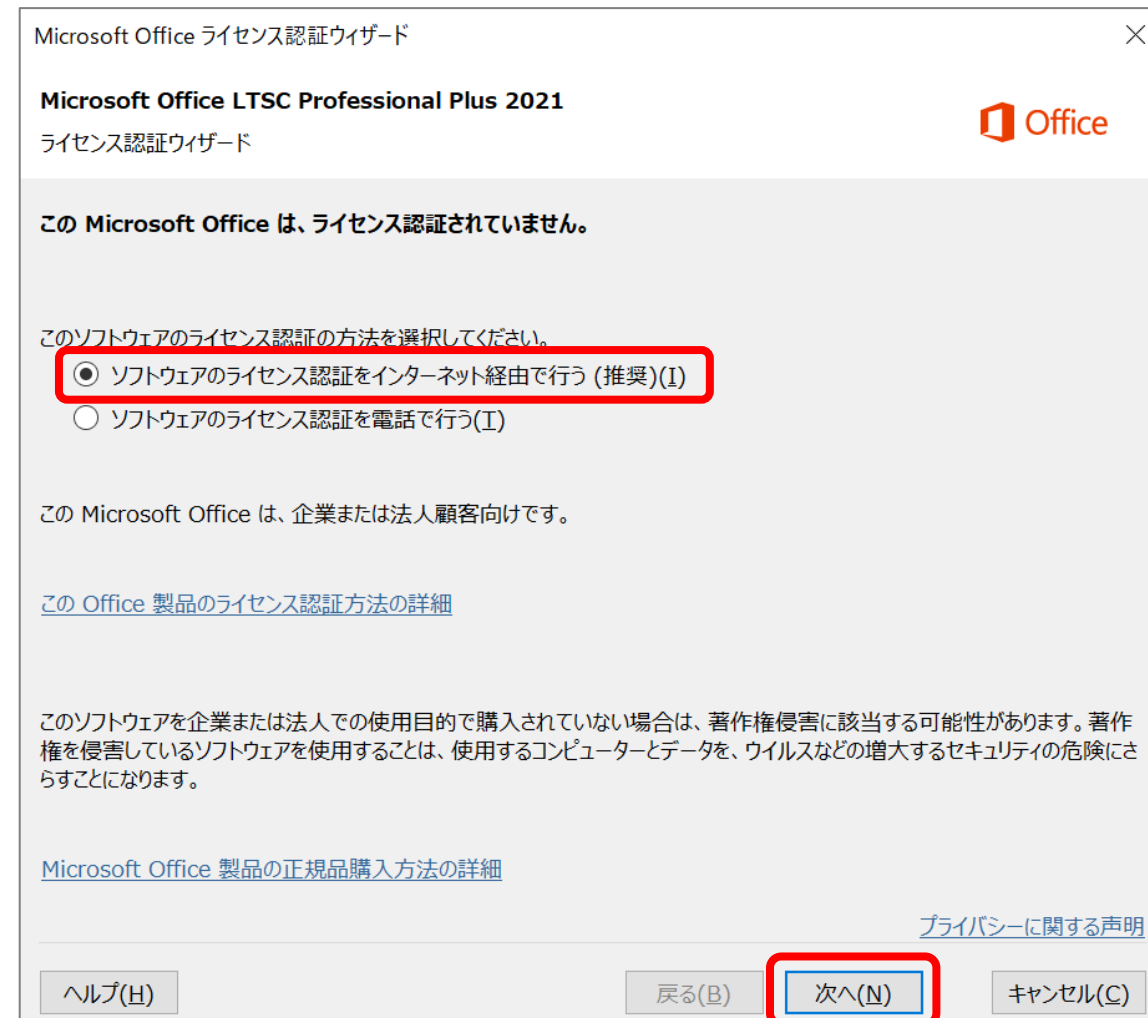 Microsoft Office ライセンス認証ウィザード
Microsoft Office LTSC Professional Plus 2021
ライセンス認証ウィザード
Office
この Microsoft Office は、ライセンス認証されていません。
このソフトウェアのライセンス認証の方法を選択してください。
ソフトウェアのライセンス認証をインターネット経由で行う (推奨)(I)
ソフトウェアのライセンス認証を電話で行う(T)
この Microsoft Office は、企業または法人顧客向けです。
この Office 製品のライセンス認証方法の詳細
このソフトウェアを企業または法人での使用目的で購入されていない場合は、著作権侵害に該当する可能性があります。著作
権を侵害しているソフトウェアを使用することは、使用するコンピューターとデータを、ウイルスなどの増大するセキュリティの危険にさ
らすことになります。
Microsoft Office 製品の正規品購入方法の詳細
プライバシーに関する声明
ヘルプ(H)
戻る(B)
次へ(N)
キャンセル(C)